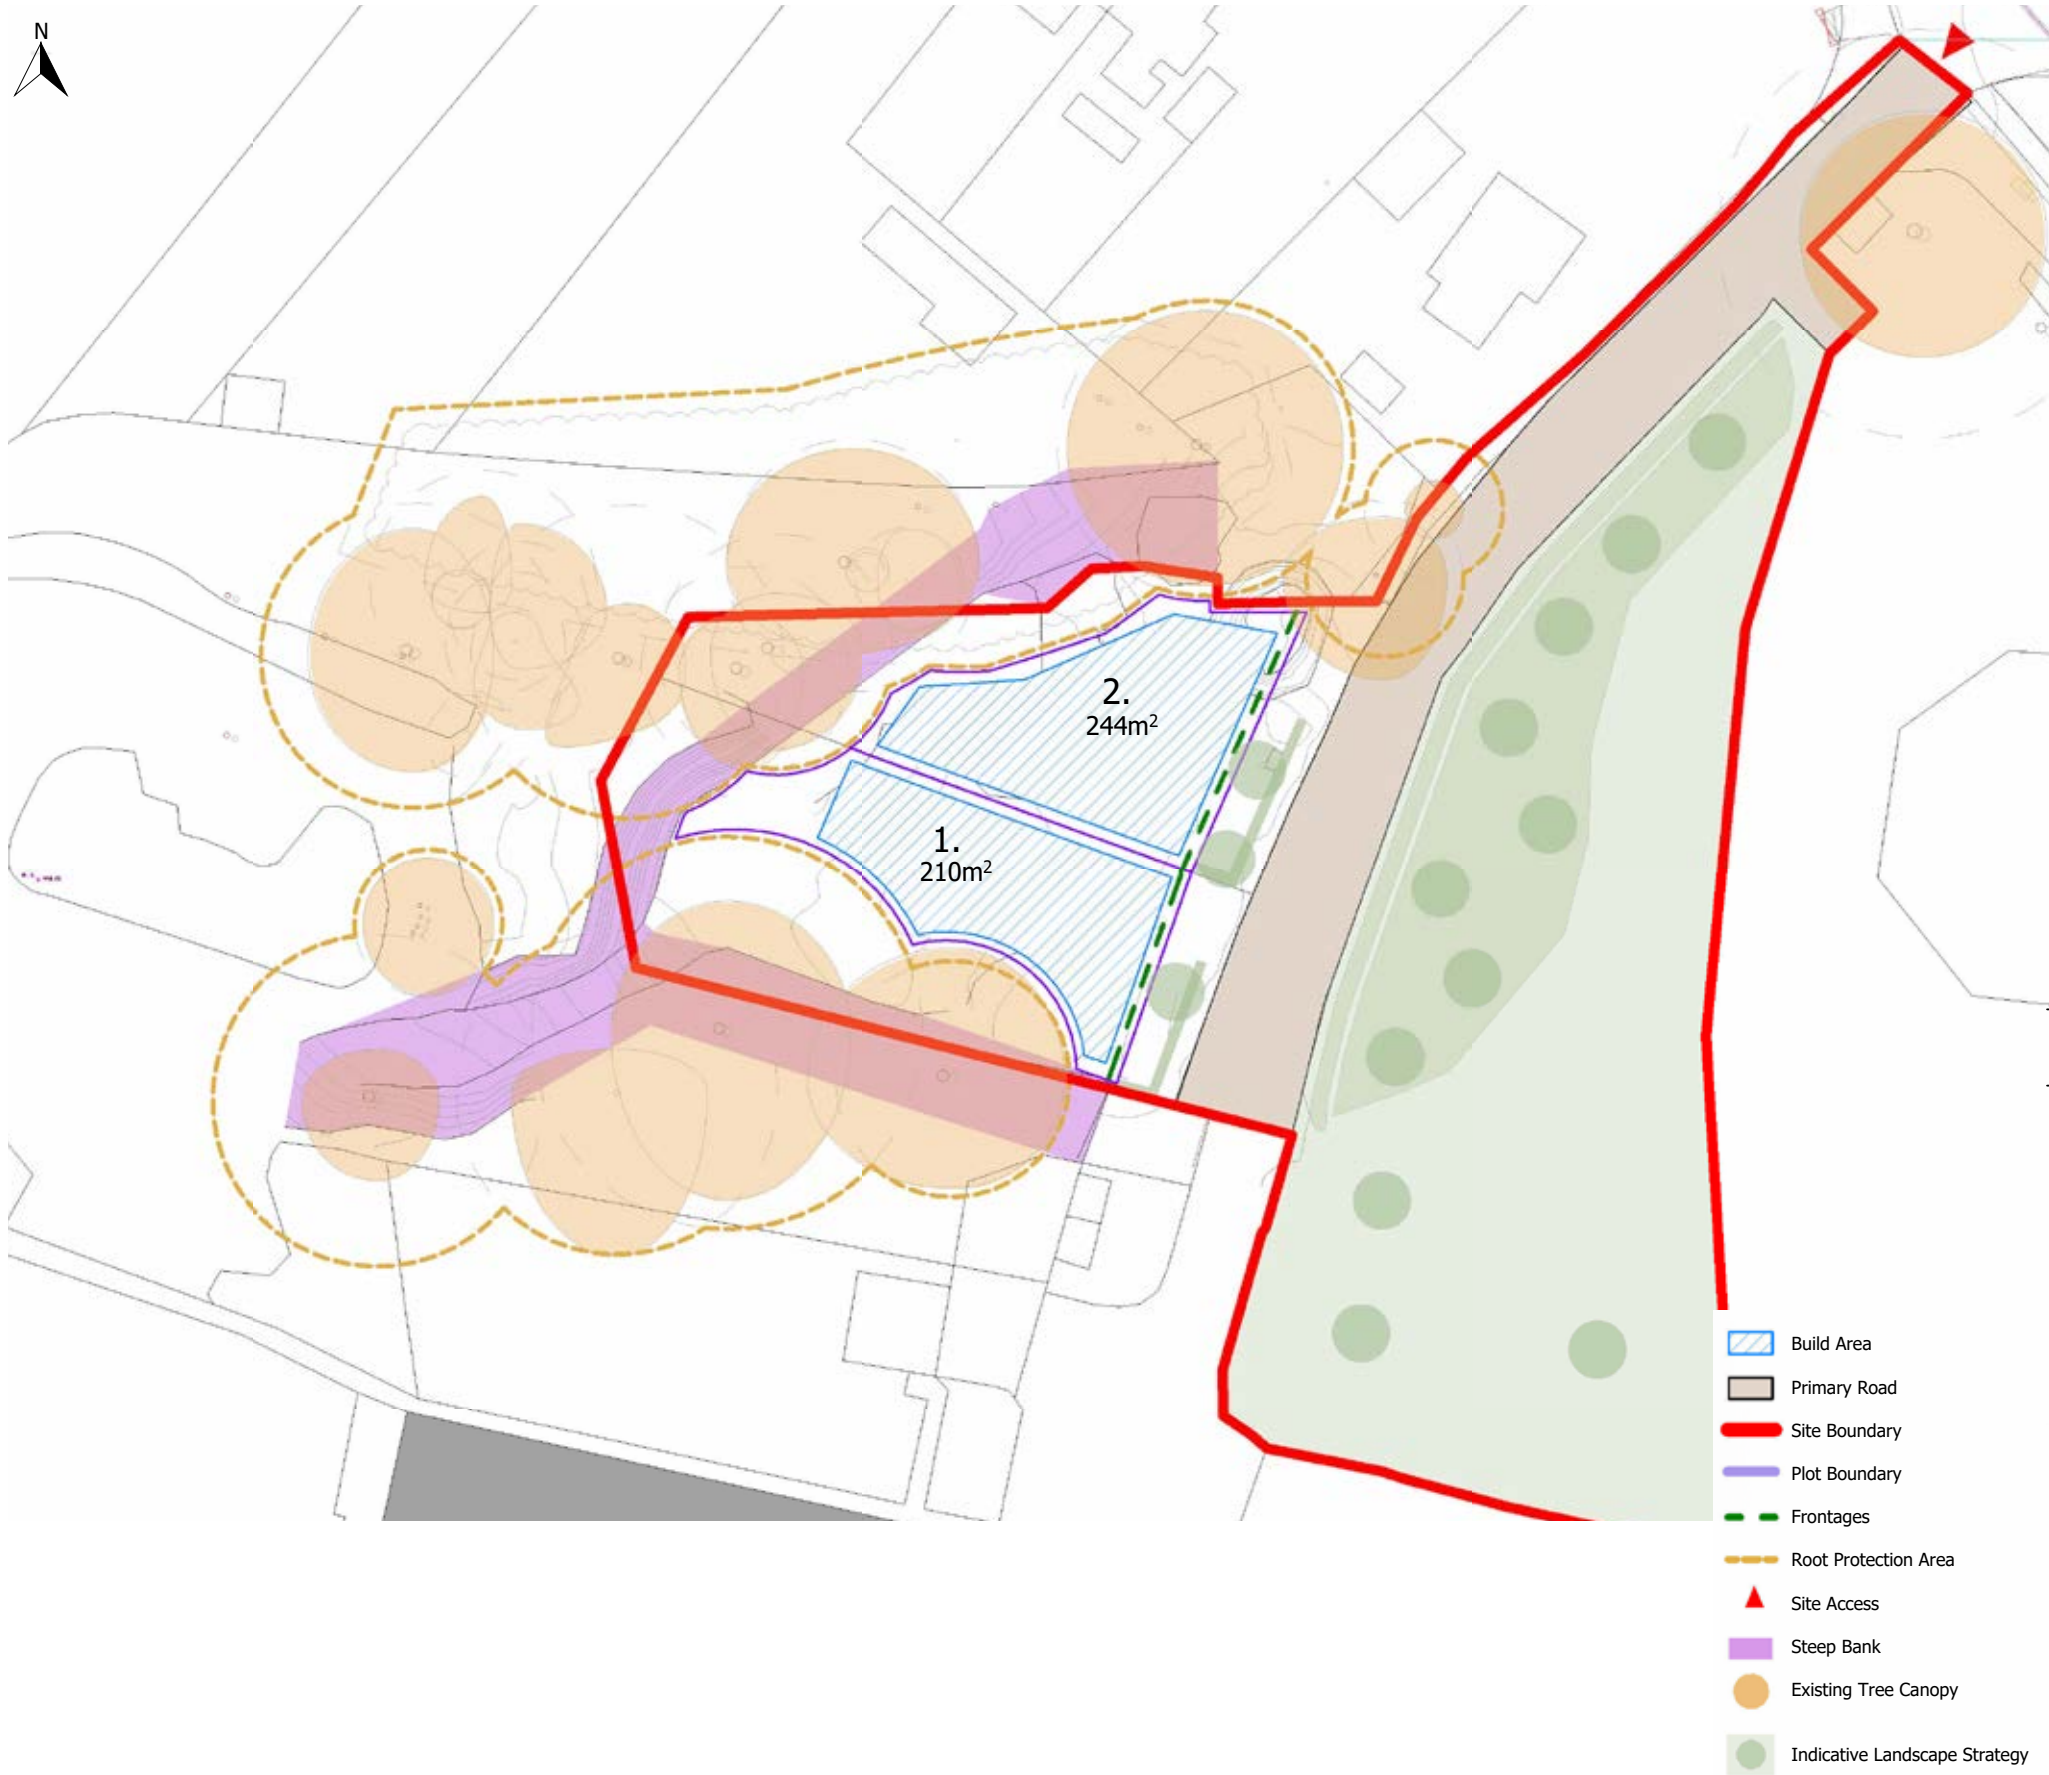 N
2.
244m²
1.
210m²
Build Area
Primary Road
Site Boundary
Plot Boundary
Frontages
Root Protection Area
Site Access
Steep Bank
Existing Tree Canopy
Indicative Landscape Strategy